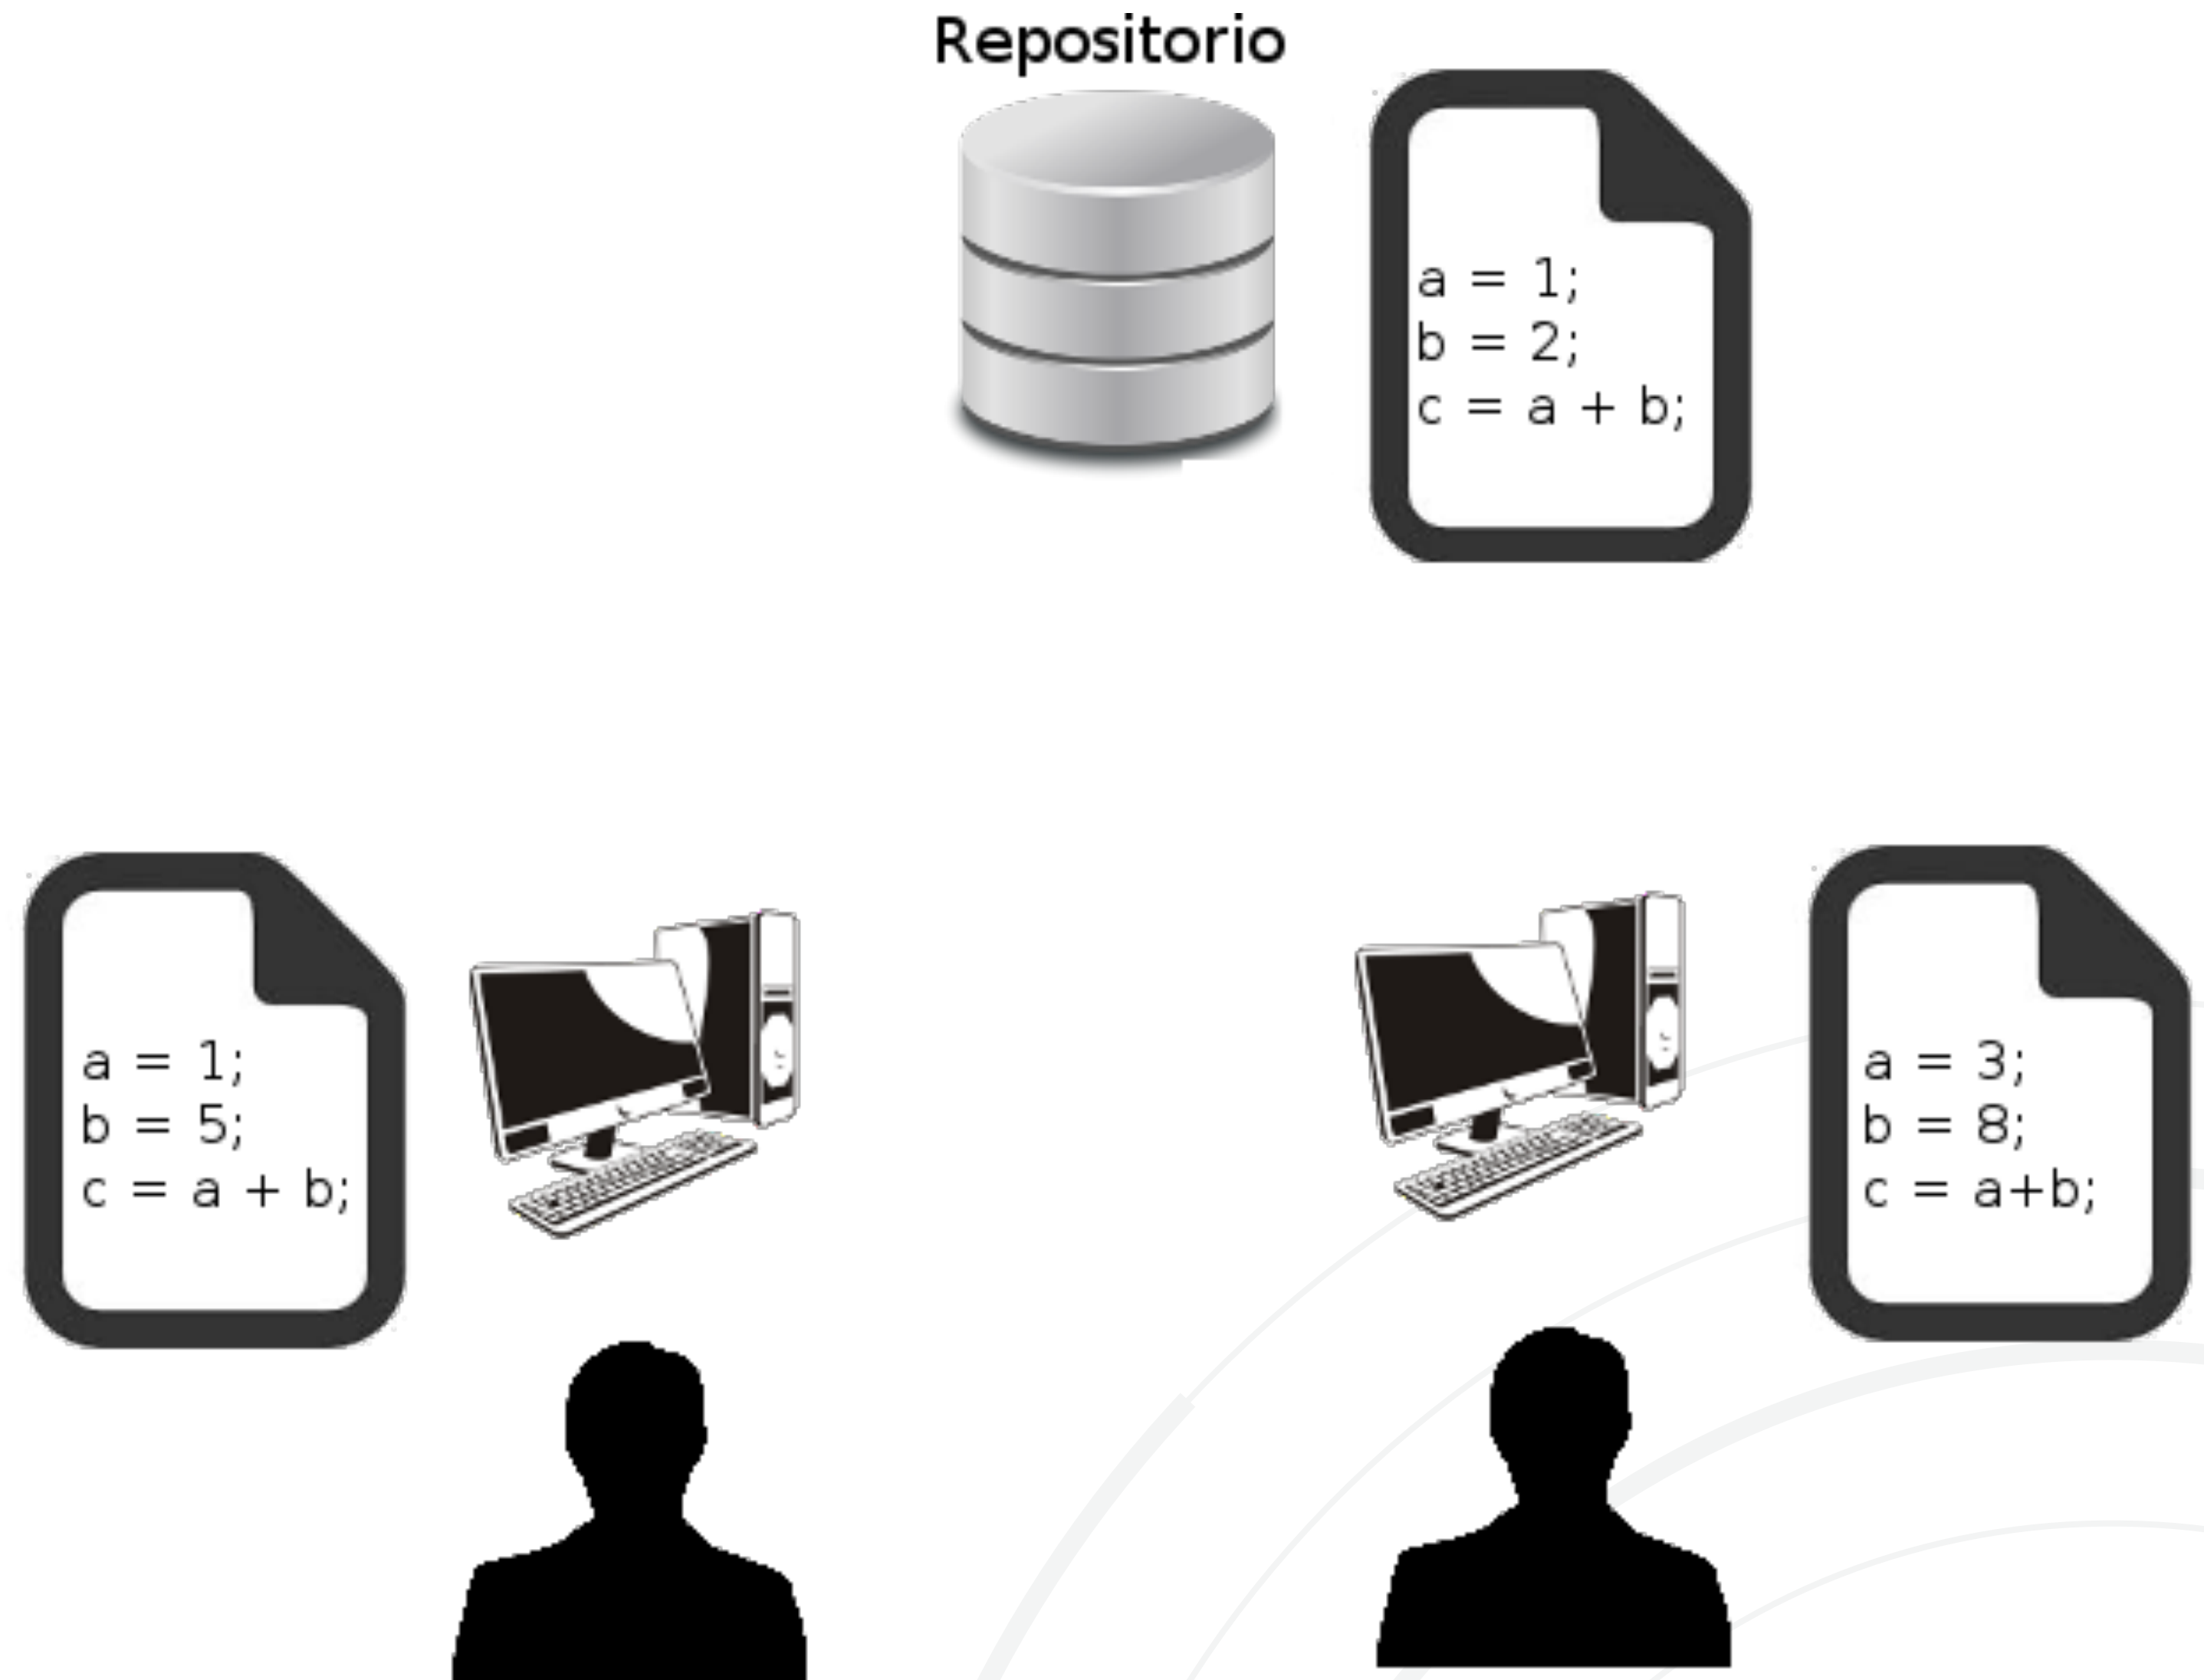 Repositorio
a = 1;
b = 2;
c = a + b;
a = 1;
b = 5;
c = a + b;
a = 3;
b = 8;
c = a+b;